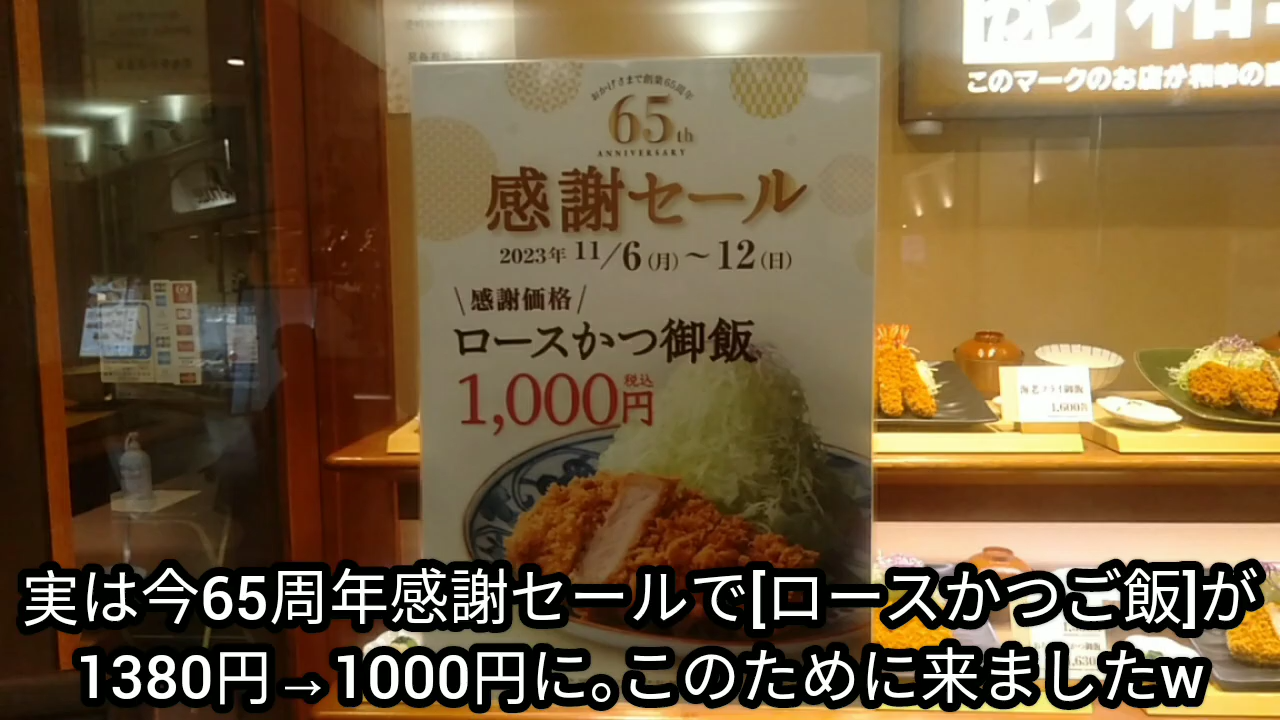 おかげさまで創業65周年
65th
ANNIVERSARY
感謝セール
2023年 11/6(月)～12(日)
\感謝価格/
ロースかつ御飯
1,000円 税込
このマークのお店が和幸の
海老フライ御飯
1,600円
実は今65周年感謝セールで[ロースかつご飯]が
1380円→1000円に。このために来ましたw